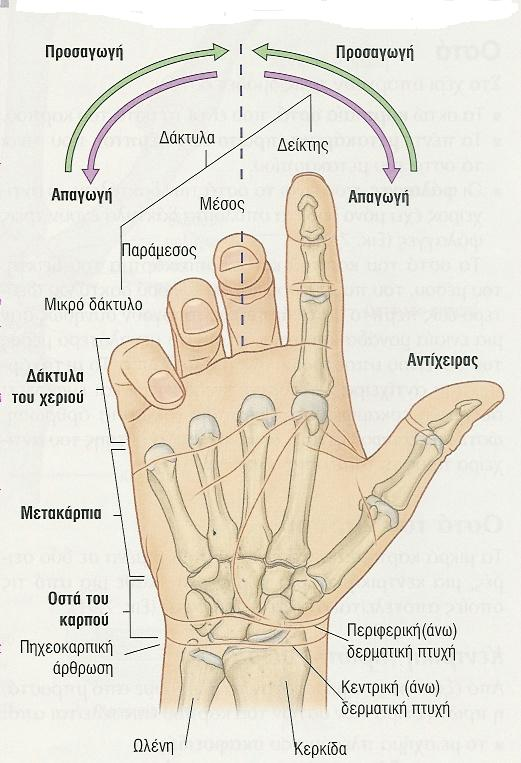 Προσαγωγή
Προσαγωγή
Δάκτυλα
Δείκτης
Απαγωγή
Μέσος
Απαγωγή
Παράμεσος
Μικρό δάκτυλο
Αντίχειρας
Δάκτυλα
του χεριού
Μετακάρπια
Οστά του
καρπού
Πηχεοκαρπική
άρθρωση
Περιφερική(άνω)
δερματική πτυχή
Κεντρική (άνω)
δερματική πτυχή
Ωλένη
Κερκίδα